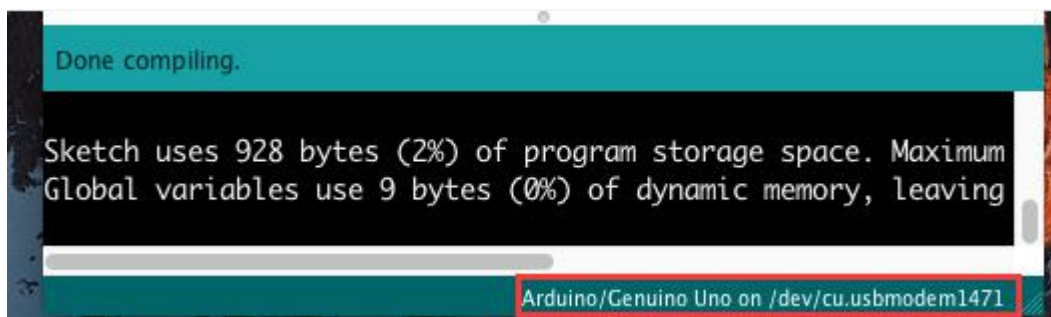 Done compiling.
Sketch uses 928 bytes (2%) of program storage space. Maximum
Global variables use 9 bytes (0%) of dynamic memory, leaving
Arduino/Genuino Uno on /dev/cu.usbmodem1471